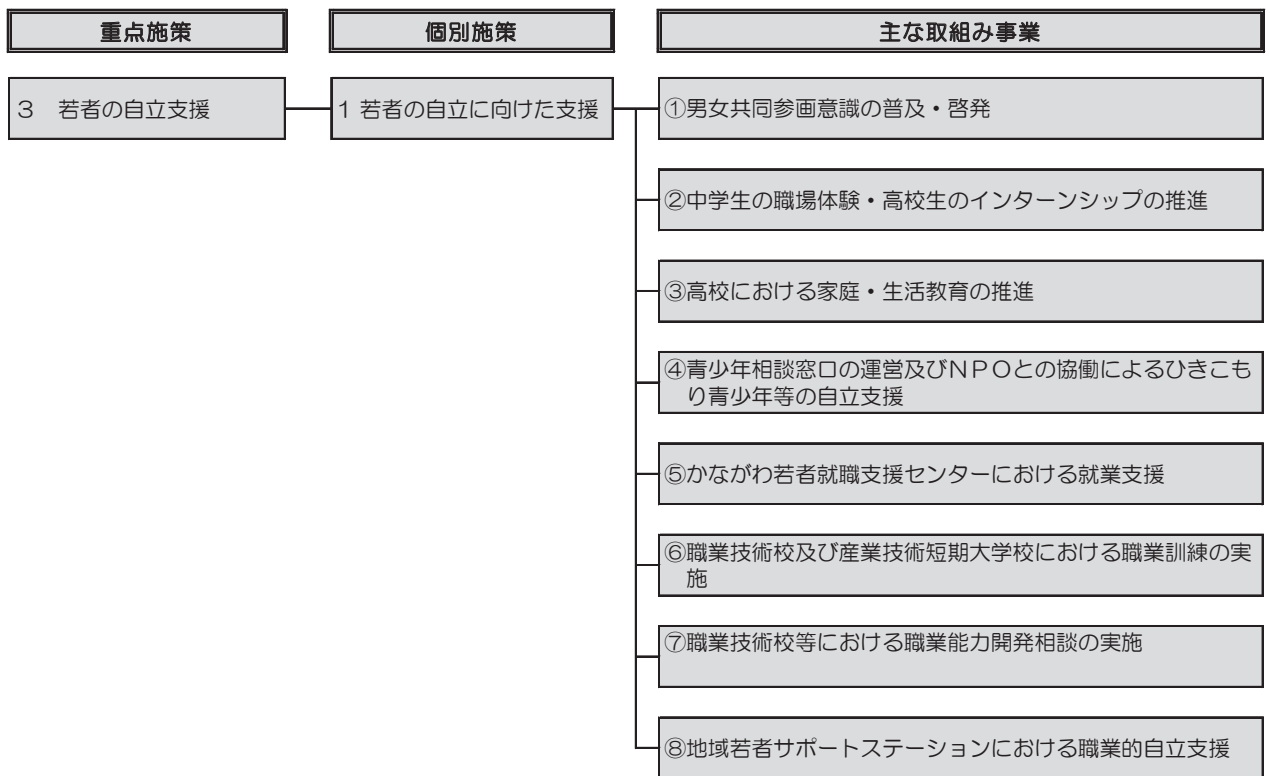 重点施策
個別施策
主な取組み事業
３　若者の自立支援
1 若者の自立に向けた支援
①男女共同参画意識の普及・啓発
②中学生の職場体験・高校生のインターンシップの推進
③高校における家庭・生活教育の推進
④青少年相談窓口の運営及びＮＰＯとの協働によるひきこも
り青少年等の自立支援
⑤かながわ若者就職支援センターにおける就業支援
⑥職業技術校及び産業技術短期大学校における職業訓練の実
施
⑦職業技術校等における職業能力開発相談の実施
⑧地域若者サポートステーションにおける職業的自立支援